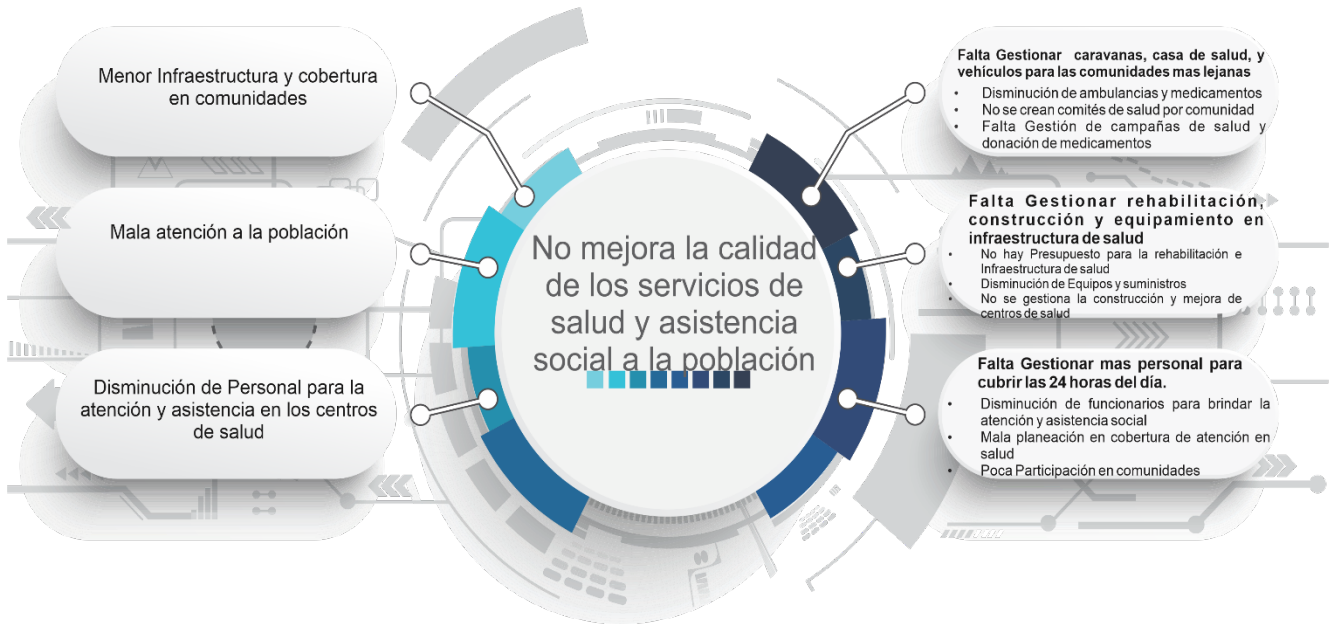 Menor Infraestructura y cobertura
en comunidades
Mala atención a la población
Disminución de Personal para la
atención y asistencia en los centros
de salud
No mejora la calidad
de los servicios de
salud y asistencia
social a la población
Falta Gestionar caravanas, casa de salud, y
vehículos para las comunidades mas lejanas
• Disminución de ambulancias y medicamentos
• No se crean comités de salud por comunidad
• Falta Gestión de campañas de salud y
donación de medicamentos
Falta Gestionar rehabilitación,
construcción y equipamiento en
infraestructura de salud
• No hay Presupuesto para la rehabilitación e
Infraestructura de salud
• Disminución de Equipos y suministros
• No se gestiona la construcción y mejora de
centros de salud
Falta Gestionar mas personal para
cubrir las 24 horas del día.
• Disminución de funcionarios para brindar la
atención y asistencia social
• Mala planeación en cobertura de atención en
salud
• Poca Participación en comunidades